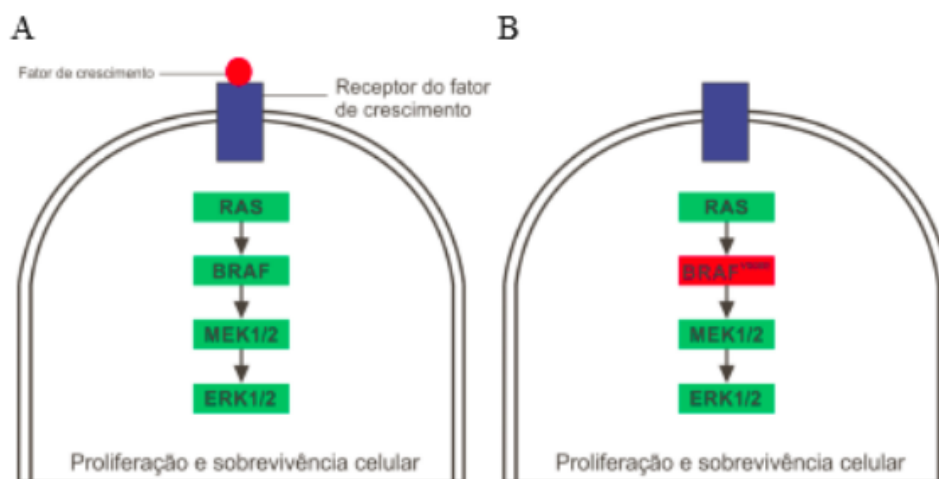 A
B
Fator de crescimento
Receptor do fator
de crescimento
RAS
BRAF
MEK1/2
ERK1/2
Proliferação e sobrevivência celular
RAS
BRAF
MEK1/2
ERK1/2
Proliferação e sobrevivência celular